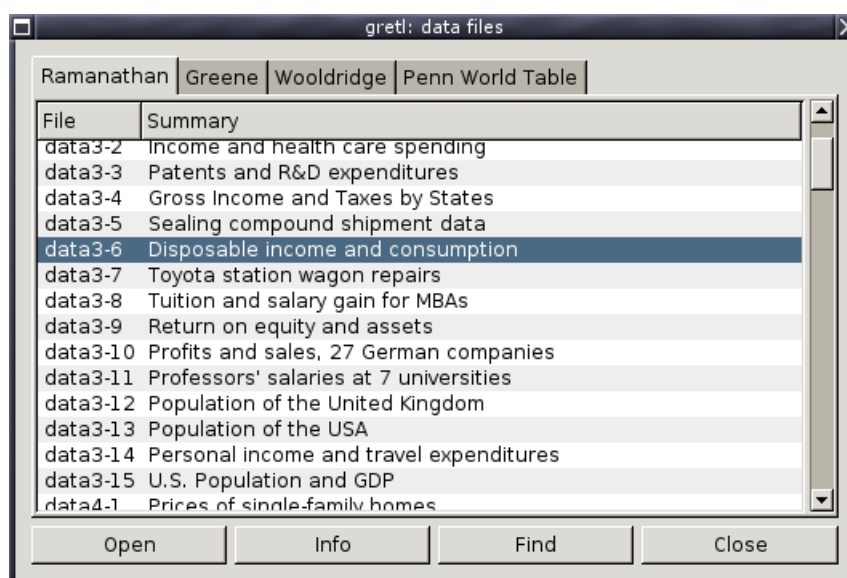 gretl: data files
Ramanathan Greene Wooldridge Penn World Table
File Summary
data3-2 Income and health care spending
data3-3 Patents and R&D expenditures
data3-4 Gross Income and Taxes by States
data3-5 Sealing compound shipment data
data3-6 Disposable income and consumption
data3-7 Toyota station wagon repairs
data3-8 Tuition and salary gain for MBAs
data3-9 Return on equity and assets
data3-10 Profits and sales, 27 German companies
data3-11 Professors' salaries at 7 universities
data3-12 Population of the United Kingdom
data3-13 Population of the USA
data3-14 Personal income and travel expenditures
data3-15 U.S. Population and GDP
data4-1 Prices of single-family homes
Open Info Find Close